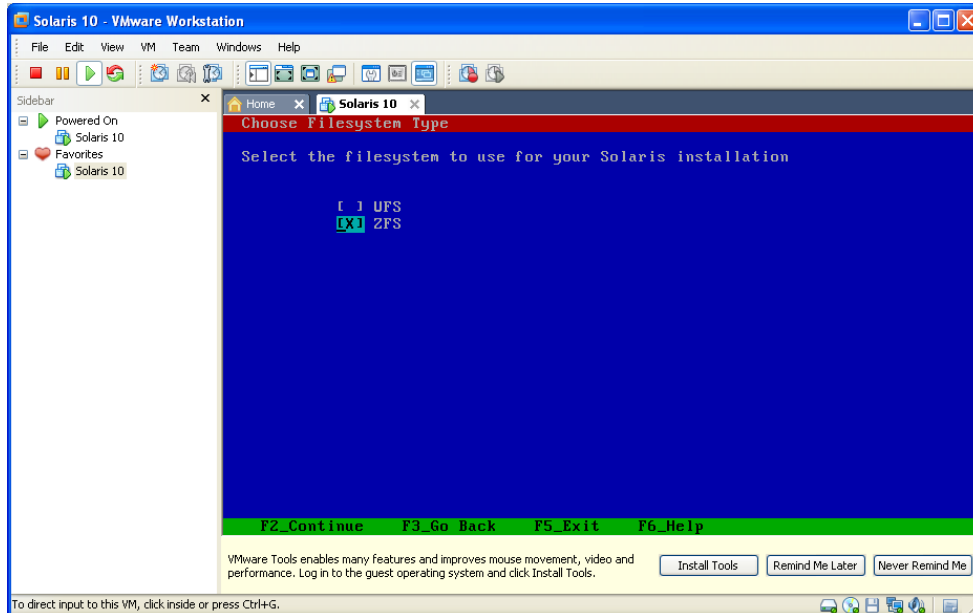 Solaris 10 - VMware Workstation
File Edit View VM Team Windows Help
Sidebar
Powered On
Solaris 10
Favorites
Solaris 10
Home
Solaris 10
Choose Filesystem Type
Select the filesystem to use for your Solaris installation
[ ] UFS
[X] ZFS
F2_Continue F3_Go Back F5_Exit F6_Help
VMware Tools enables many features and improves mouse movement, video and
performance. Log in to the guest operating system and click Install Tools.
Install Tools
Remind Me Later
Never Remind Me
To direct input to this VM, click inside or press Ctrl+G.